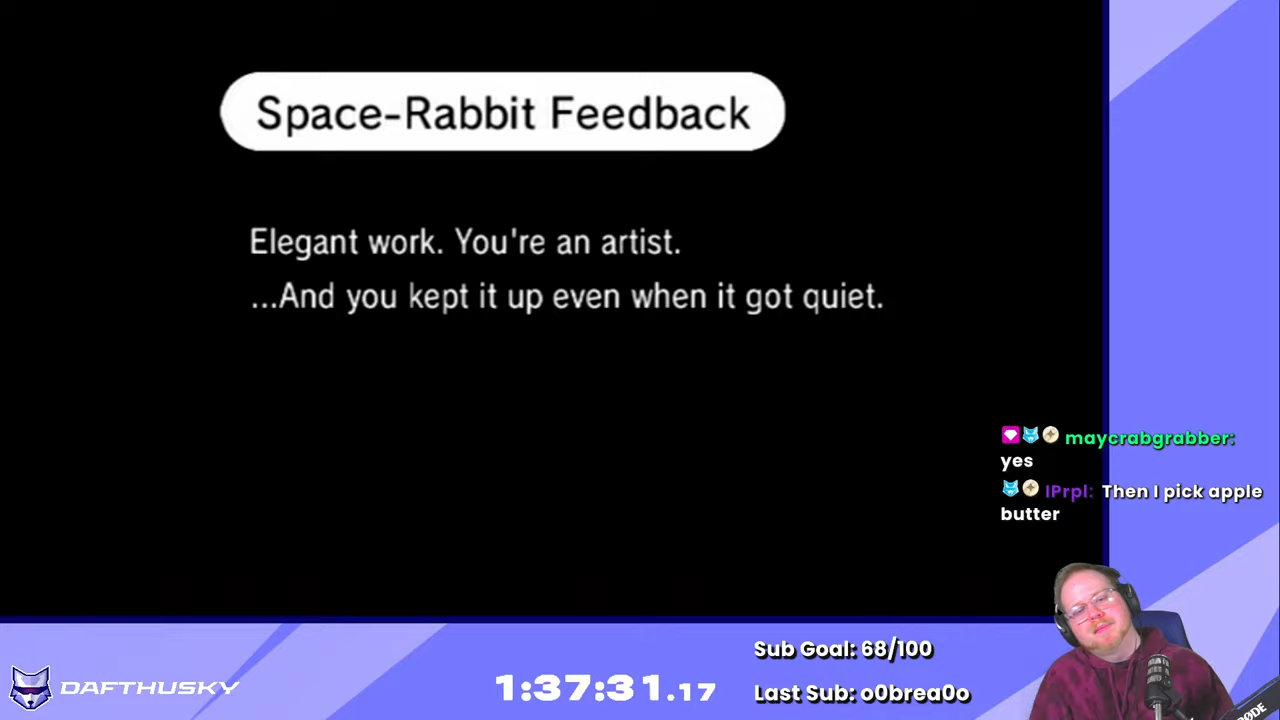 Space-Rabbit Feedback
Elegant work. You're an artist.
...And you kept it up even when it got quiet.
maycrabgrabber:
yes
IPrpl: Then I pick apple
butter
DAFTHUSKY
1:37:31.17
Sub Goal: 68/100
Last Sub: o0brea0o